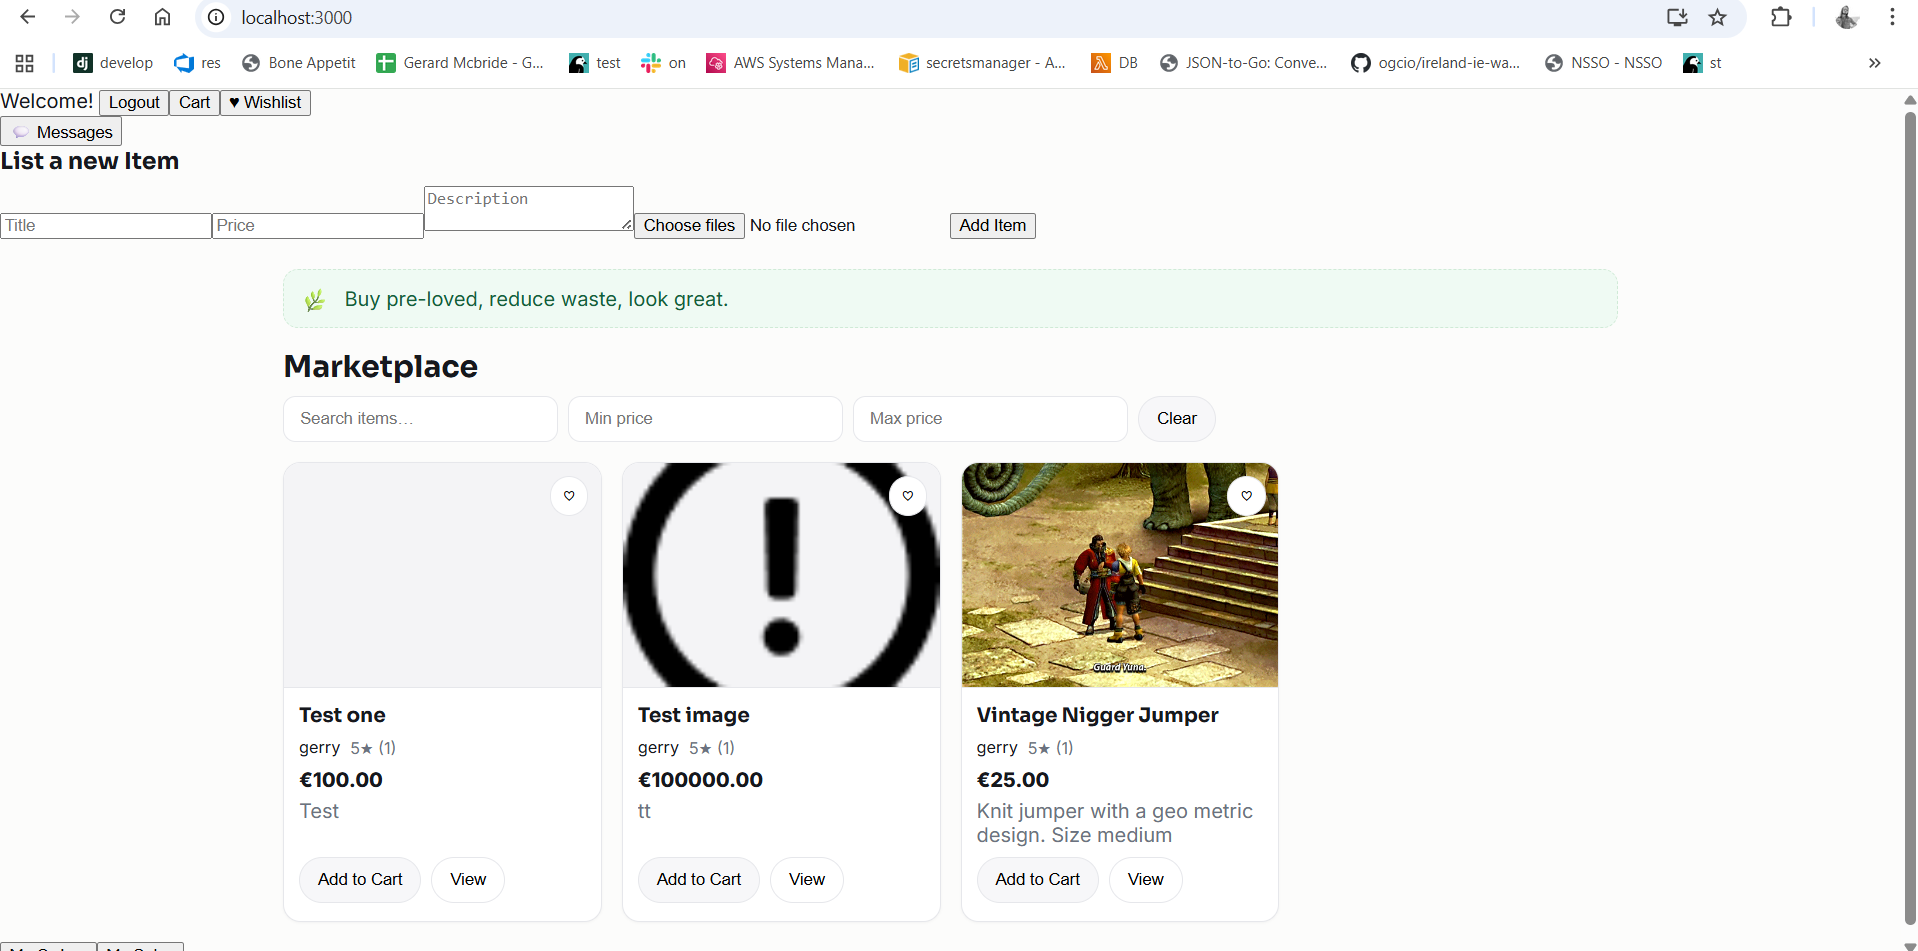 localhost:3000
develop res Bone Appetit Gerard Mcbride - G... test on AWS Systems Mana... secretsmanager - A... DB JSON-to-Go: Conve... ogcio/ireland-ie-wa... NSSO - NSSO st
Welcome! Logout Cart ♥ Wishlist
Messages
List a new Item
Title Price Description Choose files No file chosen Add Item
Buy pre-loved, reduce waste, look great.
Marketplace
Search items… Min price Max price Clear
Guard Yuna.
Test one
gerry 5★ (1)
€100.00
Test
Add to Cart View
Test image
gerry 5★ (1)
€100000.00
tt
Add to Cart View
Vintage Nigger Jumper
gerry 5★ (1)
€25.00
Knit jumper with a geo metric
design. Size medium
Add to Cart View